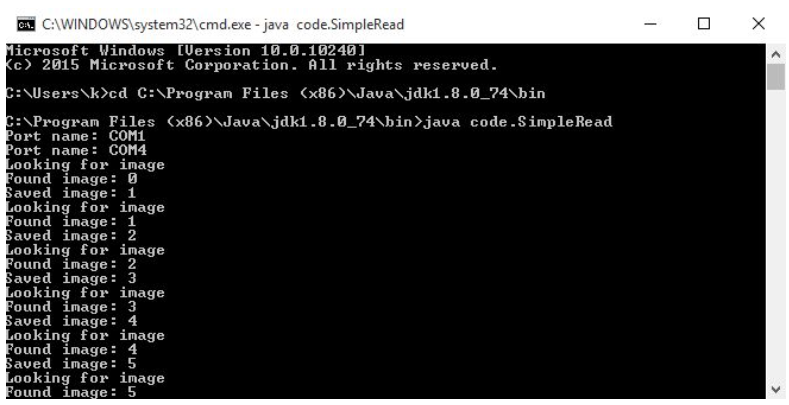 C:\WINDOWS\system32\cmd.exe - java  code.SimpleRead
Microsoft Windows [Version 10.0.10240]
(c) 2015 Microsoft Corporation. All rights reserved.
C:\Users\k>cd C:\Program Files (x86)\Java\jdk1.8.0_74\bin
C:\Program Files (x86)\Java\jdk1.8.0_74\bin>java code.SimpleRead
Port name: COM1
Port name: COM4
Looking for image
Found image: 0
Saved image: 1
Looking for image
Found image: 1
Saved image: 2
Looking for image
Found image: 2
Saved image: 3
Looking for image
Found image: 3
Saved image: 4
Looking for image
Found image: 4
Saved image: 5
Looking for image
Found image: 5